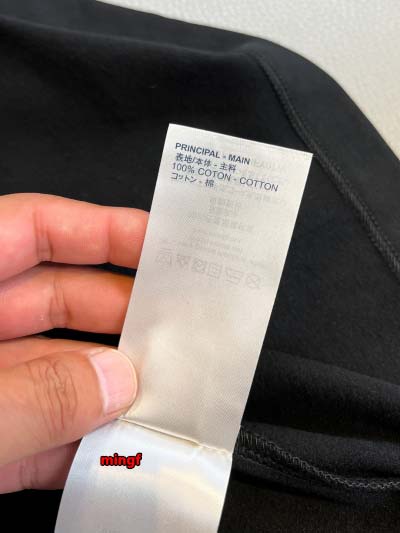 PRINCIPAL - MAIN
表地/本体 - 主料
100% COTON - COTTON
コットン - 棉
mingf